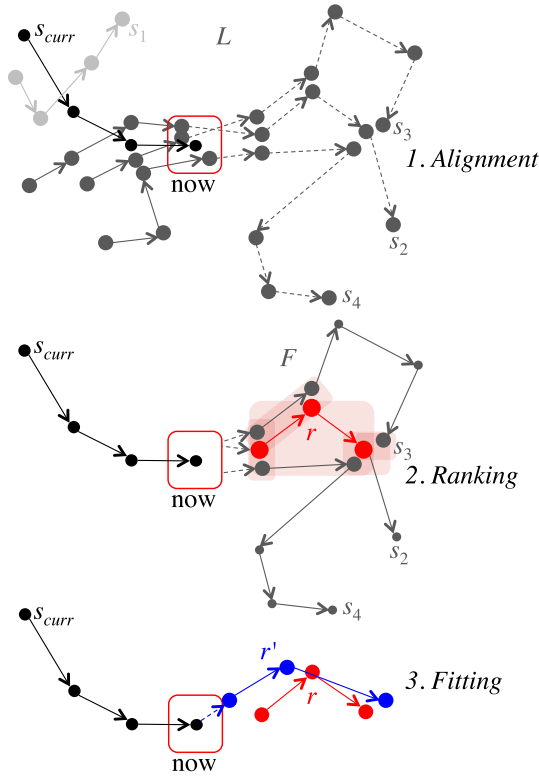 s_curr
s_1
L
s_3
1. Alignment
now
s_2
s_4
s_curr
F
r
s_3
2. Ranking
now
s_2
s_4
s_curr
r'
r
3. Fitting
now